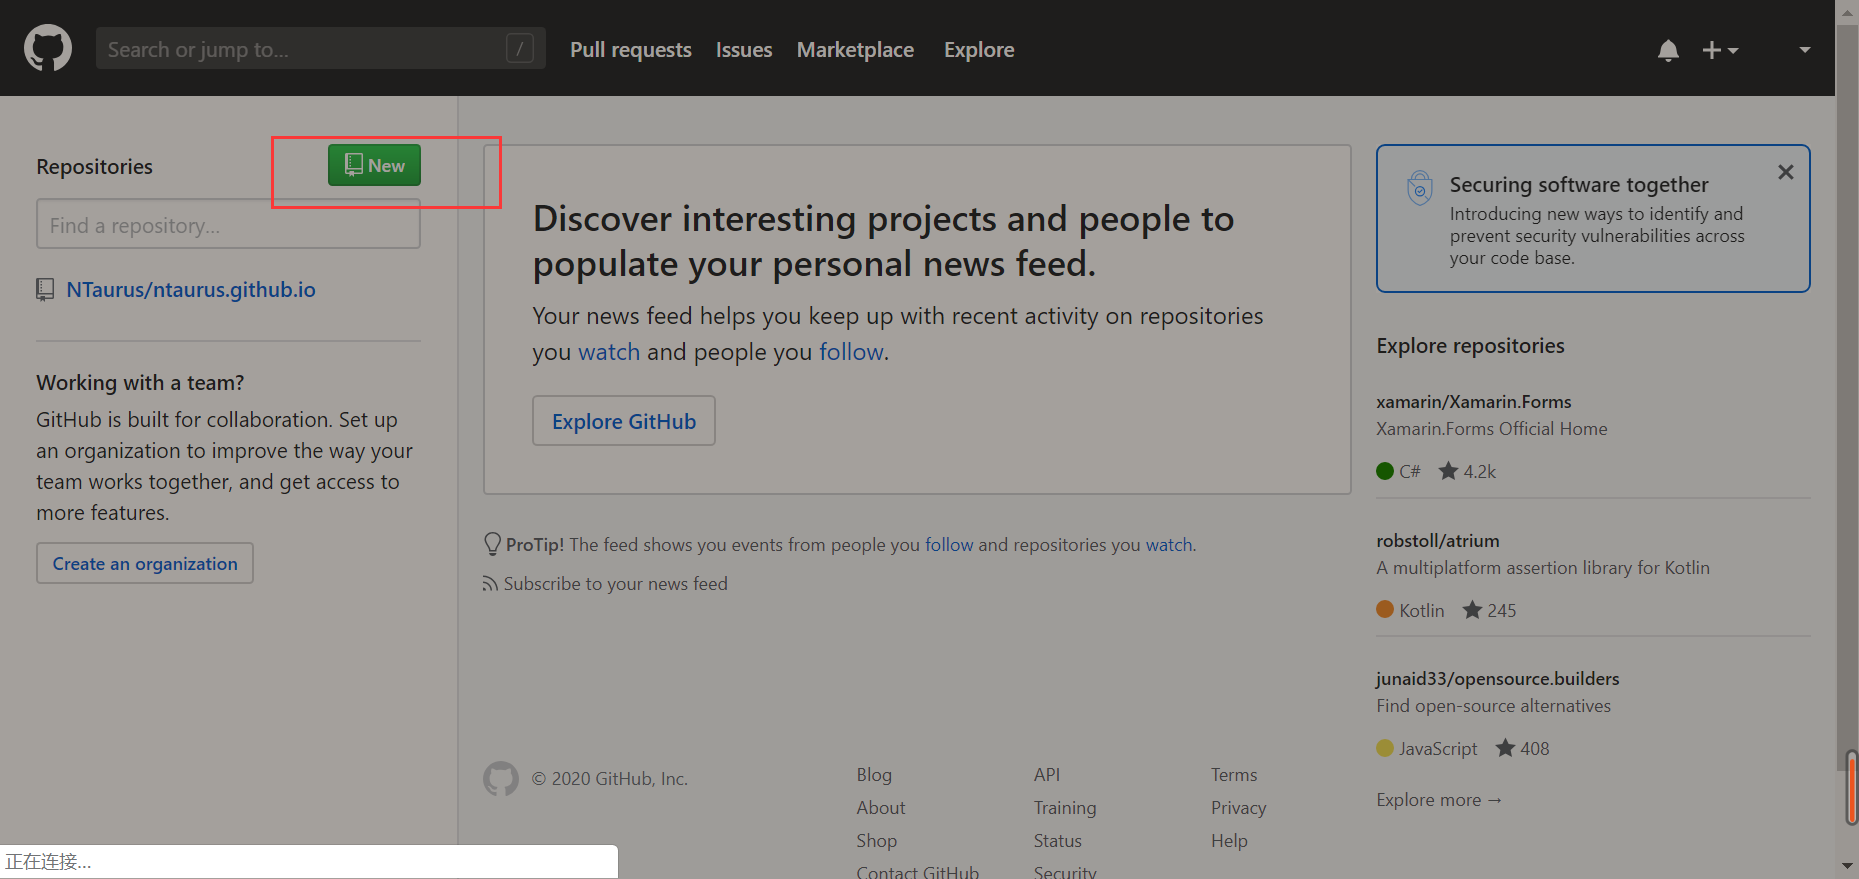 Search or jump to...
/
Pull requests
Issues
Marketplace
Explore
Repositories
New
Find a repository...
NTaurus/ntaurus.github.io
Working with a team?
GitHub is built for collaboration. Set up
an organization to improve the way your
team works together, and get access to
more features.
Create an organization
Discover interesting projects and people to
populate your personal news feed.
Your news feed helps you keep up with recent activity on repositories
you watch and people you follow.
Explore GitHub
ProTip! The feed shows you events from people you follow and repositories you watch.
Subscribe to your news feed
© 2020 GitHub, Inc.
Blog
About
Shop
Contact GitHub
API
Training
Status
Security
Terms
Privacy
Help
Securing software together
Introducing new ways to identify and
prevent security vulnerabilities across
your code base.
Explore repositories
xamarin/Xamarin.Forms
Xamarin.Forms Official Home
C# 4.2k
robstoll/atrium
A multiplatform assertion library for Kotlin
Kotlin 245
junaid33/opensource.builders
Find open-source alternatives
JavaScript 408
Explore more →
正在连接...